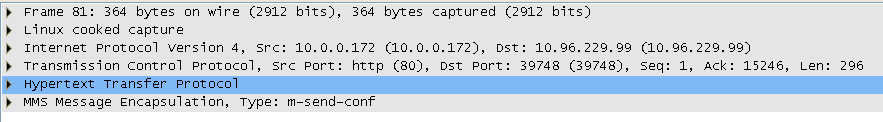 Frame 81: 364 bytes on wire (2912 bits), 364 bytes captured (2912 bits)
Linux cooked capture
Internet Protocol Version 4, Src: 10.0.0.172 (10.0.0.172), Dst: 10.96.229.99 (10.96.229.99)
Transmission Control Protocol, Src Port: http (80), Dst Port: 39748 (39748), Seq: 1, Ack: 15246, Len: 296
Hypertext Transfer Protocol
MMS Message Encapsulation, Type: m-send-conf